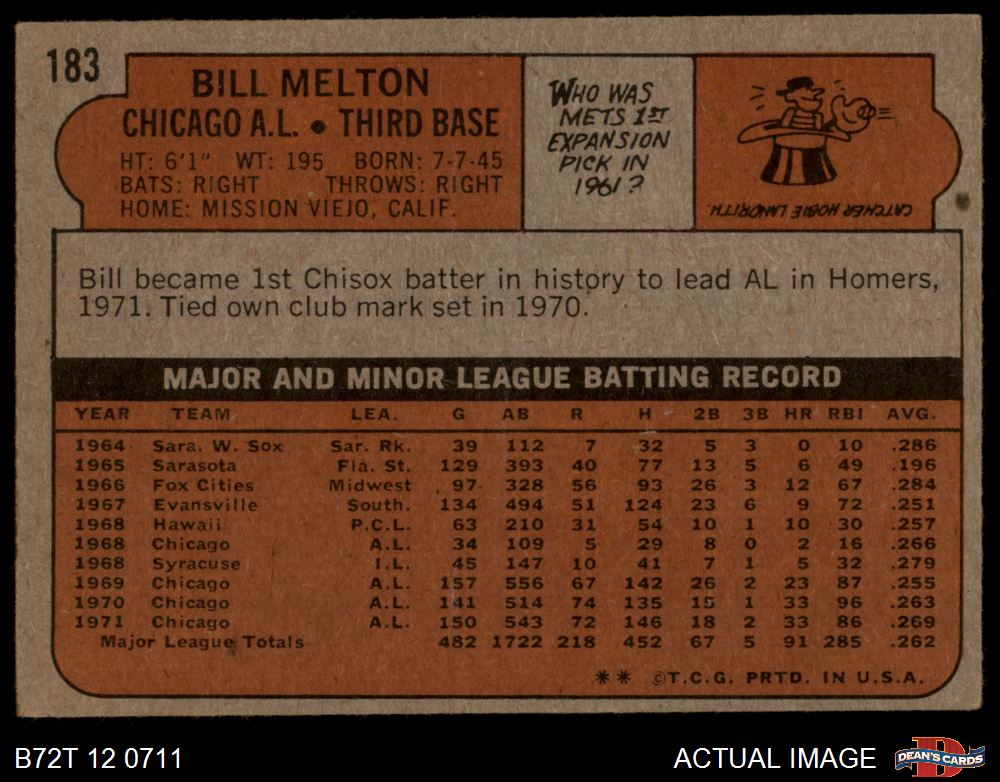 183
BILL MELTON
CHICAGO A.L. • THIRD BASE
HT: 6'1" WT: 195 BORN: 7-7-45
BATS: RIGHT THROWS: RIGHT
HOME: MISSION VIEJO, CALIF.
WHO WAS
METS 1ST
EXPANSION
PICK IN
1961?
CATCHER HOBIE LANDRITH.
Bill became 1st Chisox batter in history to lead AL in Homers,
1971. Tied own club mark set in 1970.
MAJOR AND MINOR LEAGUE BATTING RECORD
YEAR TEAM LEA. G AB R H 2B 3B HR RBI AVG.
1964 Sara. W. Sox Sar. Rk. 39 112 7 32 5 3 0 10 .286
1965 Sarasota Fla. St. 129 393 40 77 13 5 6 49 .196
1966 Fox Cities Midwest 97 328 56 93 26 3 12 67 .284
1967 Evansville South. 134 494 51 124 23 6 9 72 .251
1968 Hawaii P.C.L. 63 210 31 54 10 1 10 30 .257
1968 Chicago A.L. 34 109 5 29 8 0 2 16 .266
1968 Syracuse I.L. 45 147 10 41 7 1 5 32 .279
1969 Chicago A.L. 157 556 67 142 26 2 23 87 .255
1970 Chicago A.L. 141 514 74 135 15 1 33 96 .263
1971 Chicago A.L. 150 543 72 146 18 2 33 86 .269
Major League Totals 482 1722 218 452 67 5 91 285 .262
** ©T.C.G. PRTD. IN U.S.A.
B72T 12 0711
ACTUAL IMAGE
D
DEAN'S CARDS